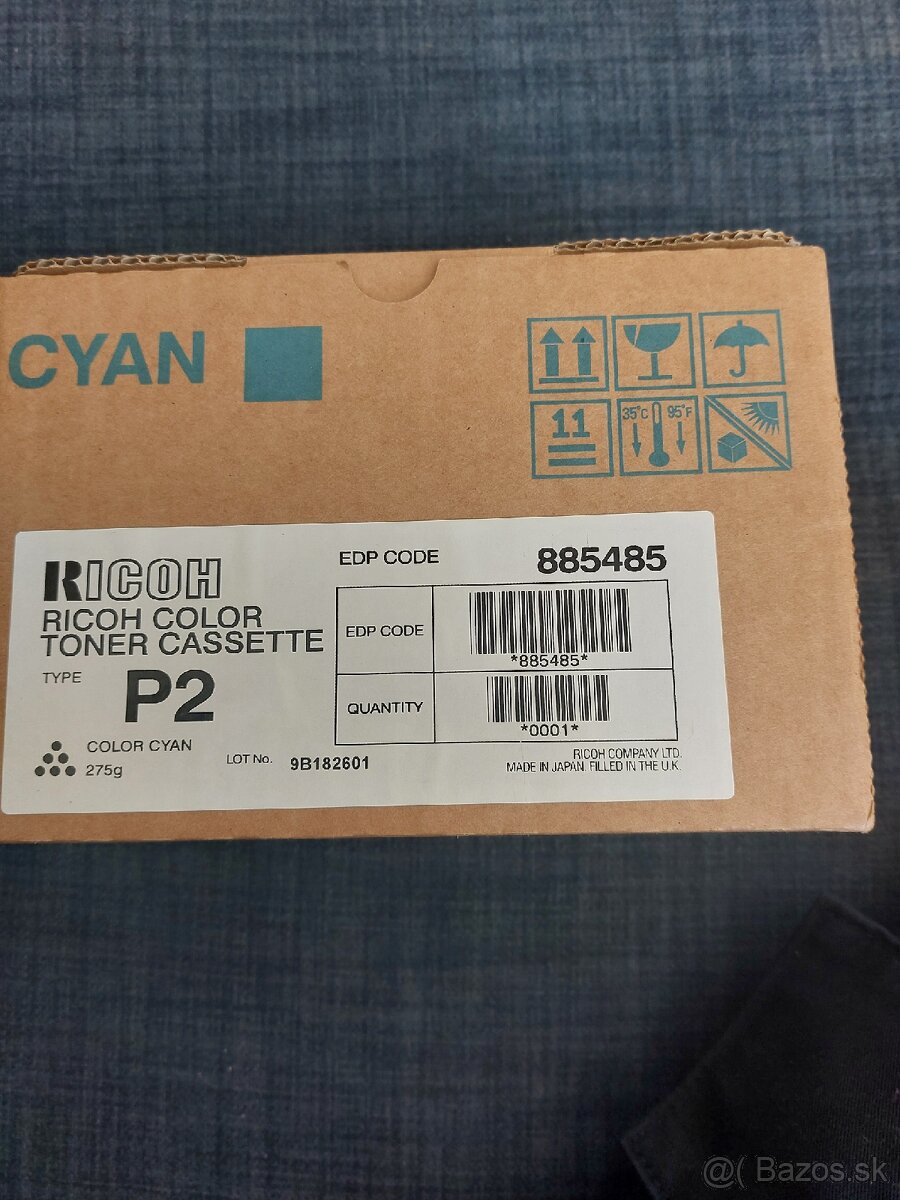 CYAN
11
35°C 95°F
RICOH
RICOH COLOR
TONER CASSETTE
TYPE P2
COLOR CYAN
275g
LOT No. 9B182601
EDP CODE 885485
EDP CODE
*885485*
QUANTITY
*0001*
RICOH COMPANY LTD.
MADE IN JAPAN. FILLED IN THE U.K.
@( Bazos.sk